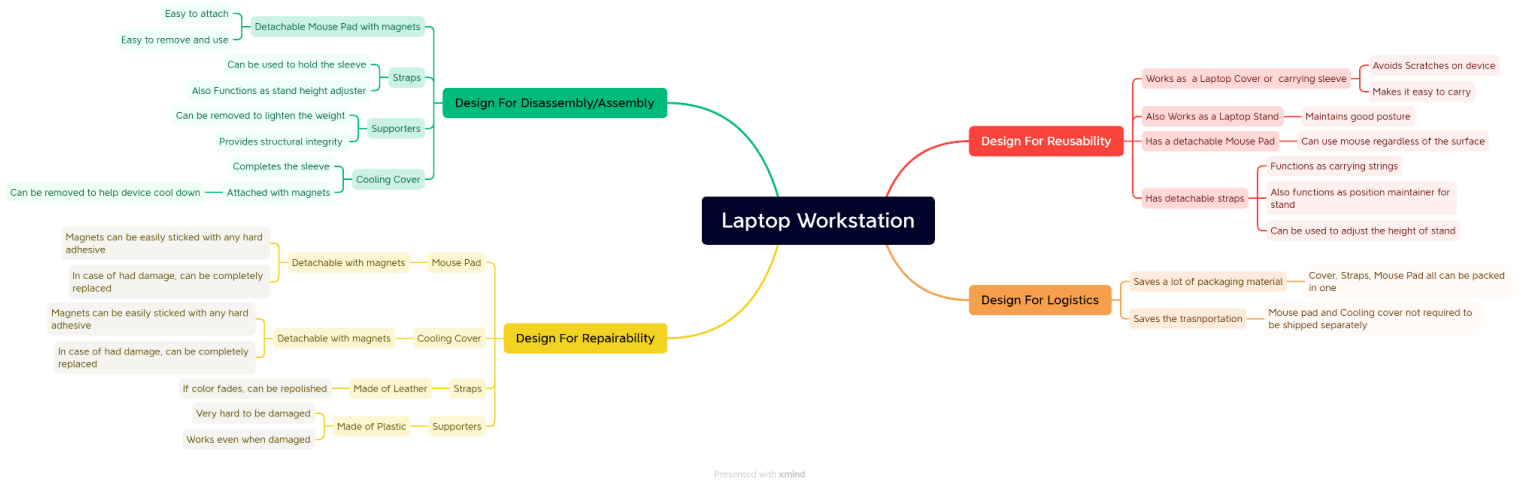 Laptop Workstation
Design For Disassembly/Assembly
Detachable Mouse Pad with magnets
Easy to attach
Easy to remove and use
Straps
Can be used to hold the sleeve
Also Functions as stand height adjuster
Supporters
Can be removed to lighten the weight
Provides structural integrity
Cooling Cover
Completes the sleeve
Attached with magnets
Can be removed to help device cool down
Design For Repairability
Mouse Pad
Detachable with magnets
Magnets can be easily sticked with any hard
adhesive
In case of had damage, can be completely
replaced
Cooling Cover
Detachable with magnets
Magnets can be easily sticked with any hard
adhesive
In case of had damage, can be completely
replaced
Straps
Made of Leather
If color fades, can be repolished
Supporters
Made of Plastic
Very hard to be damaged
Works even when damaged
Design For Reusability
Works as  a Laptop Cover or  carrying sleeve
Avoids Scratches on device
Makes it easy to carry
Also Works as a Laptop Stand
Maintains good posture
Has a detachable Mouse Pad
Can use mouse regardless of the surface
Has detachable straps
Functions as carrying strings
Also functions as position maintainer for
stand
Can be used to adjust the height of stand
Design For Logistics
Saves a lot of packaging material
Cover, Straps, Mouse Pad all can be packed
in one
Saves the trasnportation
Mouse pad and Cooling cover not required to
be shipped separately
Presented with xmind